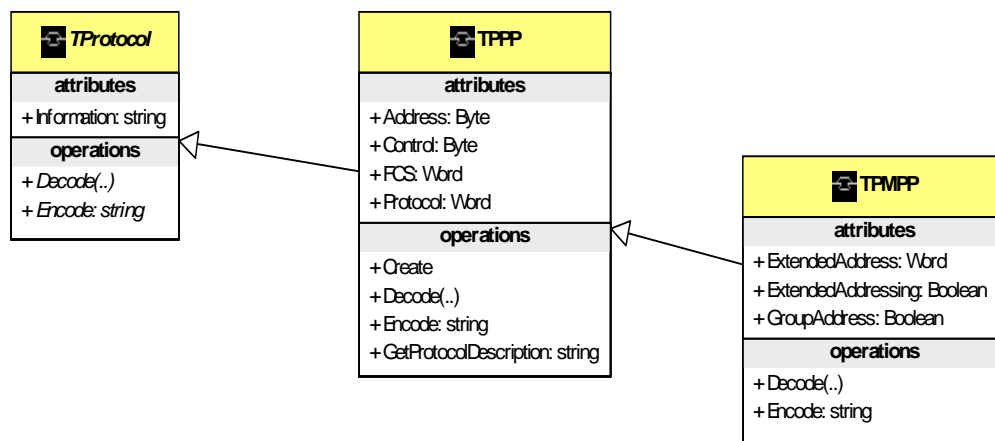 TProtocol
attributes
+ Information: string
operations
+ Decode(..)
+ Encode: string
TPPP
attributes
+ Address: Byte
+ Control: Byte
+ FCS: Word
+ Protocol: Word
operations
+ Create
+ Decode(..)
+ Encode: string
+ GetProtocolDescription: string
TPMPP
attributes
+ ExtendedAddress: Word
+ ExtendedAddressing: Boolean
+ GroupAddress: Boolean
operations
+ Decode(..)
+ Encode: string